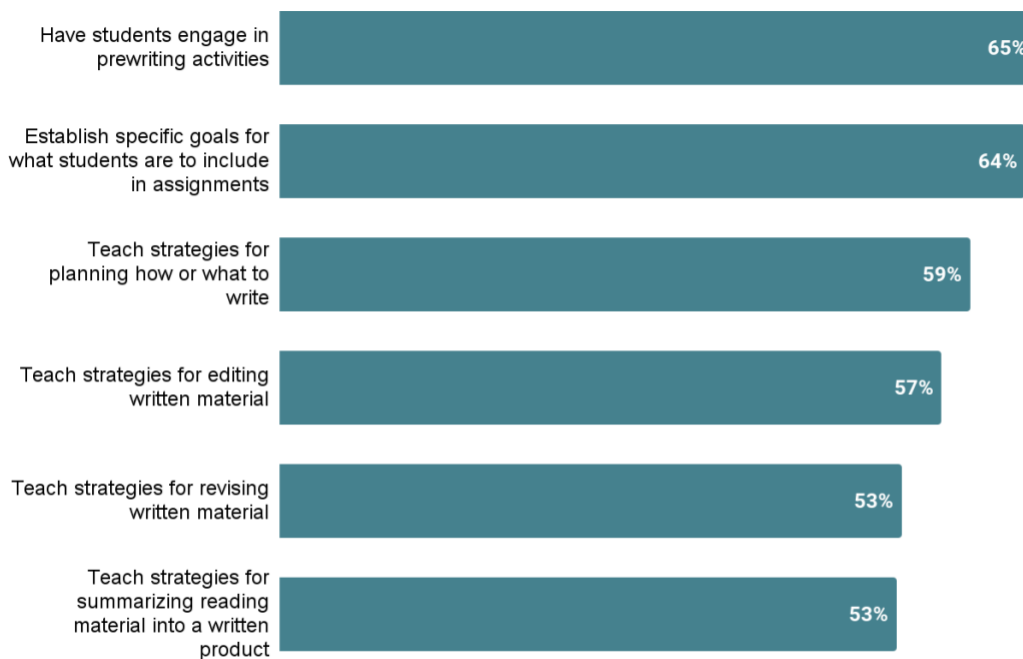 Have students engage in
prewriting activities
65%
Establish specific goals for
what students are to include
in assignments
64%
Teach strategies for
planning how or what to
write
59%
Teach strategies for editing
written material
57%
Teach strategies for revising
written material
53%
Teach strategies for
summarizing reading
material into a written
product
53%